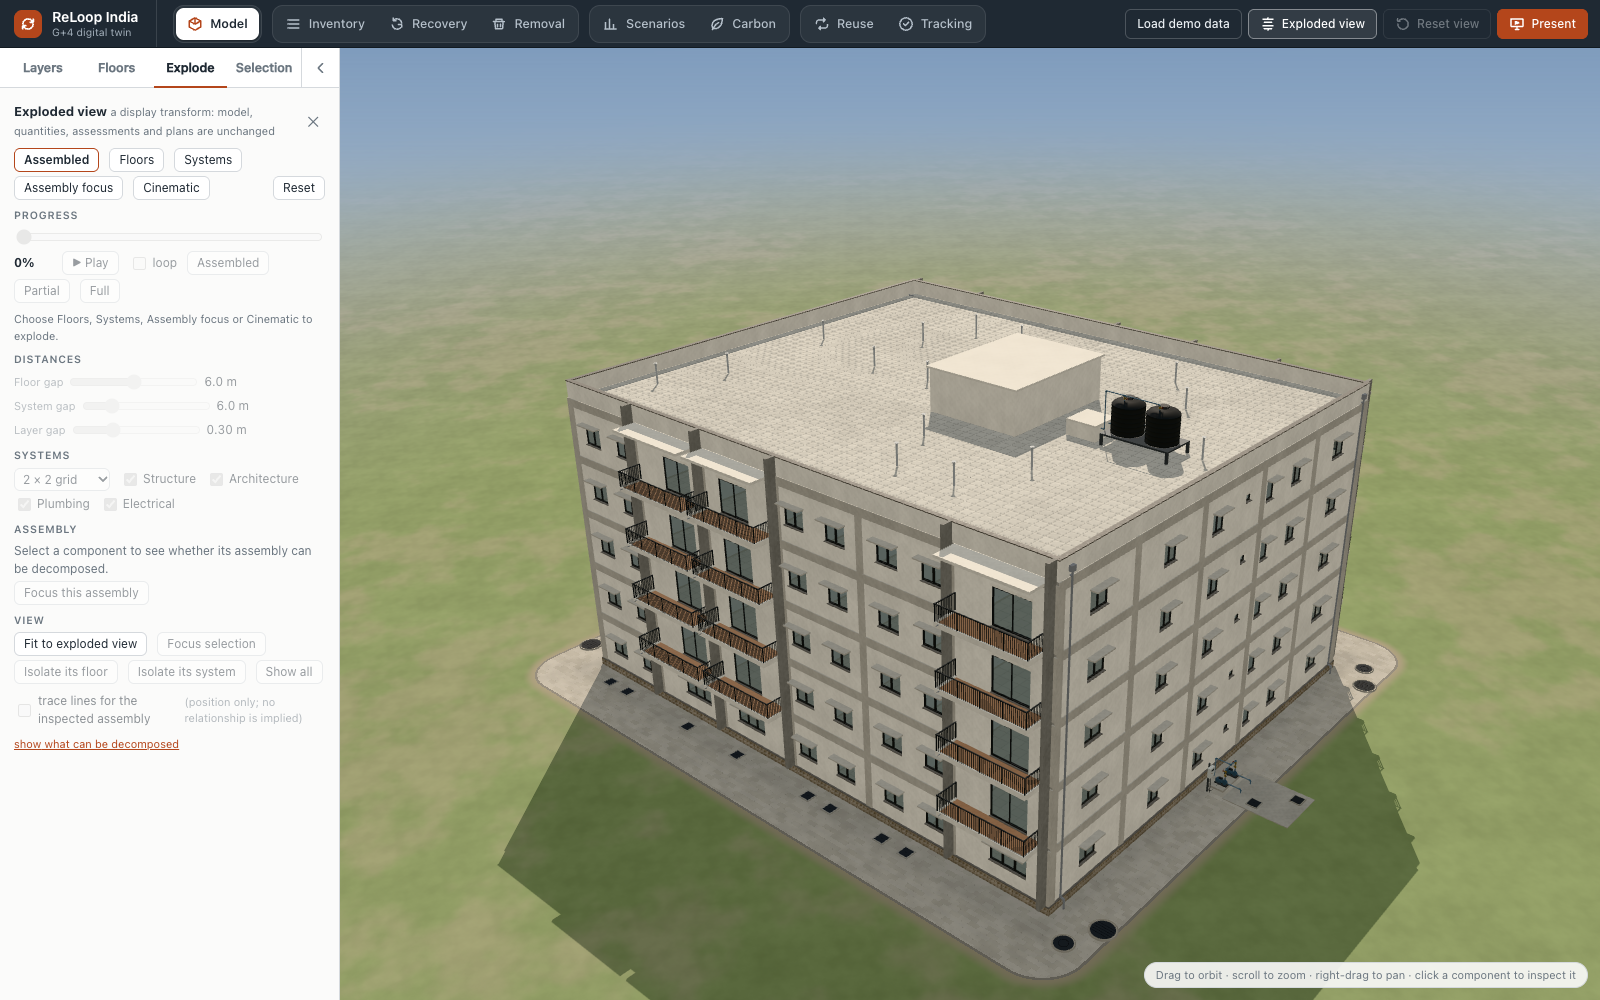 ReLoop India
G+4 digital twin
Model
Inventory
Recovery
Removal
Scenarios
Carbon
Reuse
Tracking
Load demo data
Exploded view
Reset view
Present
Layers
Floors
Explode
Selection
Exploded view a display transform: model,
quantities, assessments and plans are unchanged
Assembled
Floors
Systems
Assembly focus
Cinematic
Reset
PROGRESS
0%
Play
loop
Assembled
Partial
Full
Choose Floors, Systems, Assembly focus or Cinematic to
explode.
DISTANCES
Floor gap 6.0 m
System gap 6.0 m
Layer gap 0.30 m
SYSTEMS
2 × 2 grid
Structure
Architecture
Plumbing
Electrical
ASSEMBLY
Select a component to see whether its assembly can
be decomposed.
Focus this assembly
VIEW
Fit to exploded view
Focus selection
Isolate its floor
Isolate its system
Show all
trace lines for the
inspected assembly
(position only; no
relationship is implied)
show what can be decomposed
Drag to orbit · scroll to zoom · right-drag to pan · click a component to inspect it